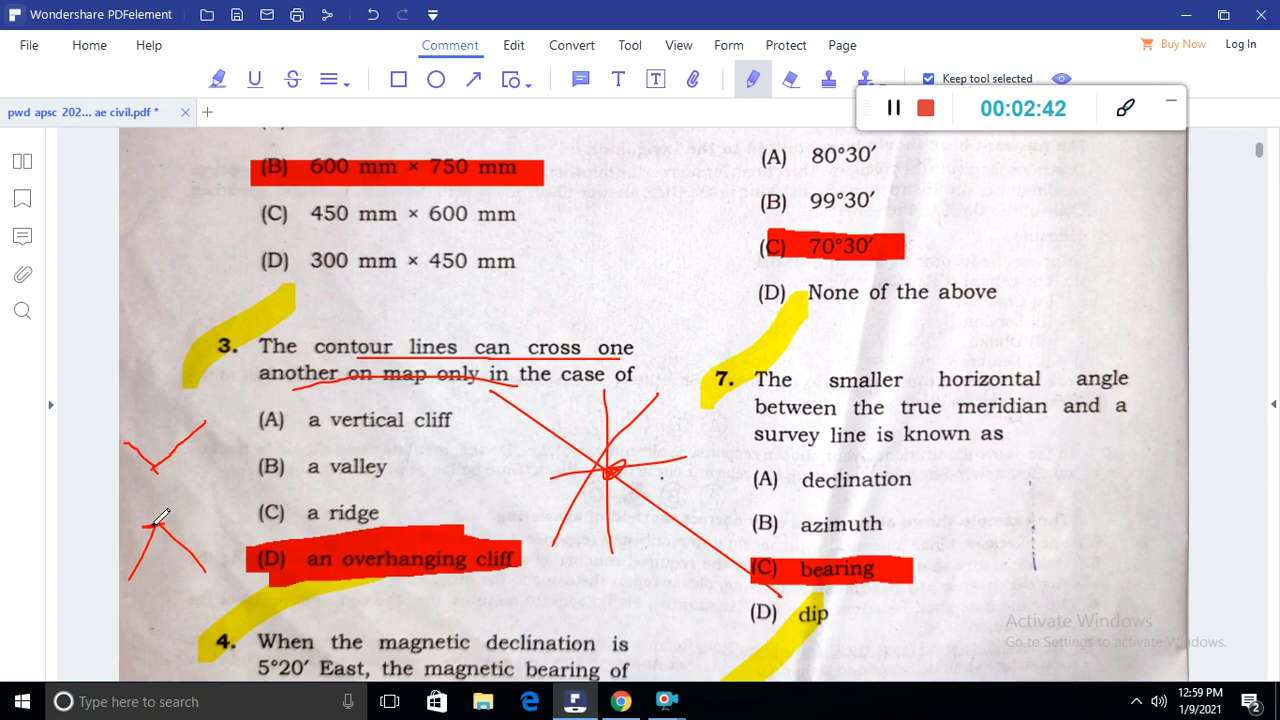 Wondershare PDFelement
File Home Help Comment Edit Convert Tool View Form Protect Page Buy Now Log In
Keep tool selected
pwd apsc 202... ae civil.pdf *
00:02:42
(B) 600 mm × 750 mm
(C) 450 mm × 600 mm
(D) 300 mm × 450 mm
3. The contour lines can cross one
another on map only in the case of
(A) a vertical cliff
(B) a valley
(C) a ridge
(D) an overhanging cliff
4. When the magnetic declination is
5°20′ East, the magnetic bearing of
(A) 80°30′
(B) 99°30′
(C) 70°30′
(D) None of the above
7. The smaller horizontal angle
between the true meridian and a
survey line is known as
(A) declination
(B) azimuth
(C) bearing
(D) dip
Activate Windows
Go to Settings to activate Windows.
Type here to search
12:59 PM
1/9/2021
2